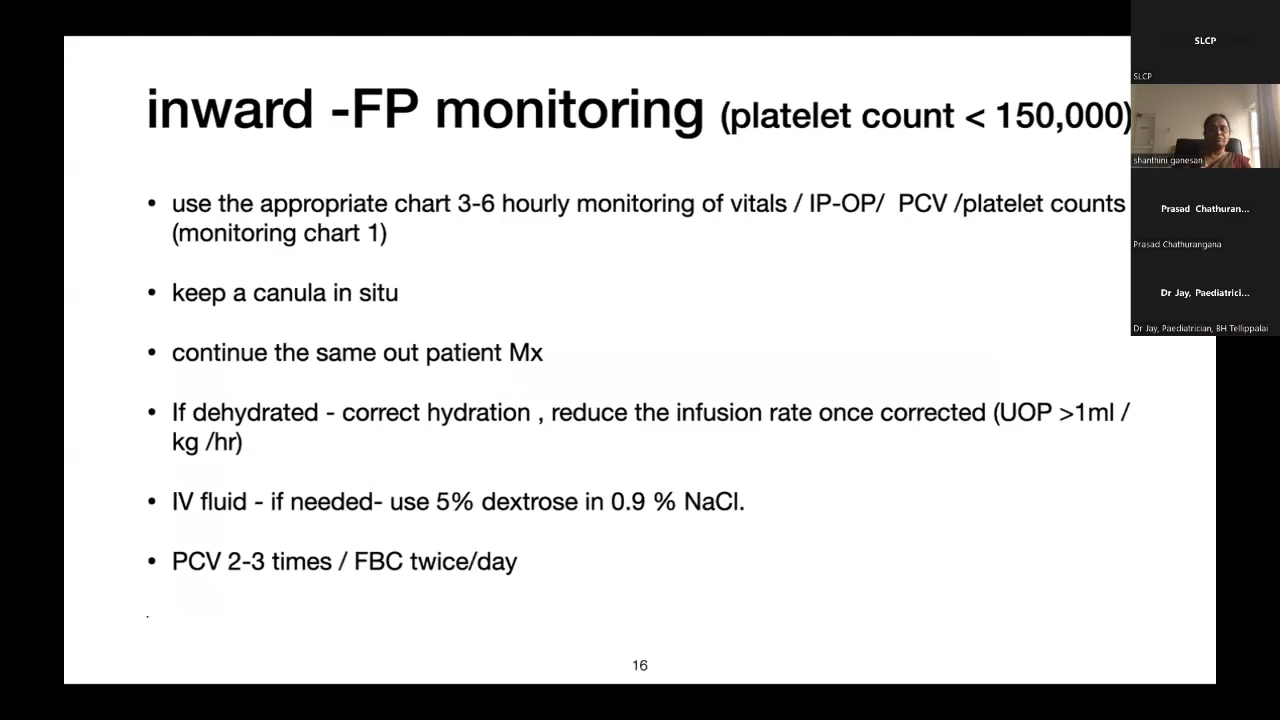 inward -FP monitoring (platelet count < 150,000)
• use the appropriate chart 3-6 hourly monitoring of vitals / IP-OP/ PCV /platelet counts
(monitoring chart 1)
• keep a canula in situ
• continue the same out patient Mx
• If dehydrated - correct hydration , reduce the infusion rate once corrected (UOP >1ml /
kg /hr)
• IV fluid - if needed- use 5% dextrose in 0.9 % NaCl.
• PCV 2-3 times / FBC twice/day
.
16
SLCP
SLCP
shanthini ganesan
Prasad Chathuran...
Prasad Chathurangana
Dr Jay, Paediatrici...
Dr Jay, Paediatrician, BH Tellippalai